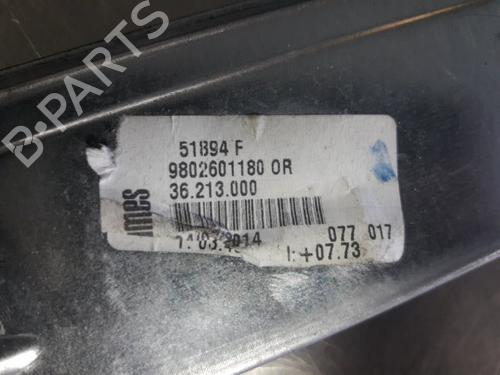 B-PARTS
51894 F
9802601180 OR
36.213.000
imes
077 017
I:+07.73